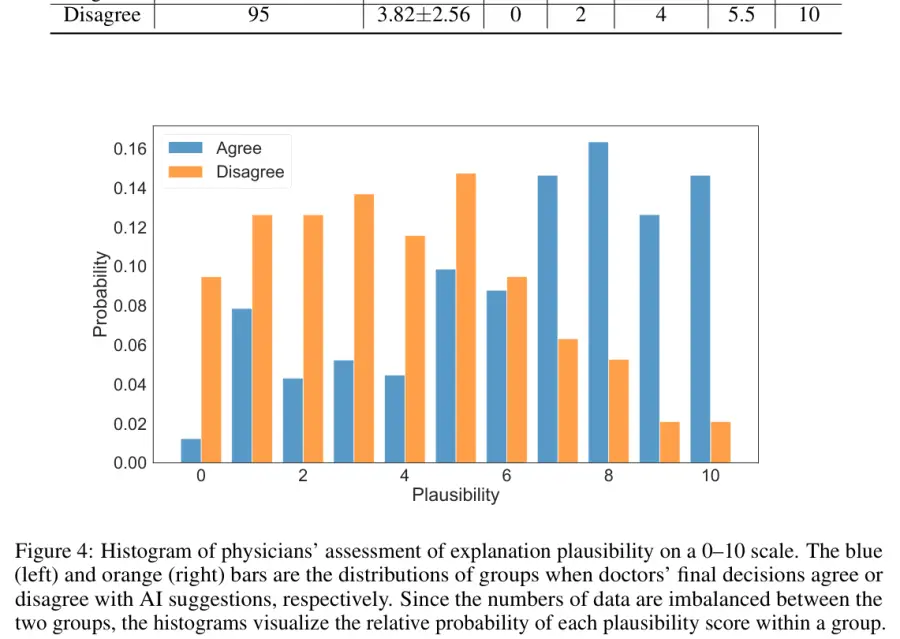 Disagree 95 3.82±2.56 0 2 4 5.5 10
Agree
Disagree
0.16
0.14
0.12
0.10
0.08
0.06
0.04
0.02
0.00
Probability
0 2 4 6 8 10
Plausibility
Figure 4: Histogram of physicians' assessment of explanation plausibility on a 0–10 scale. The blue
(left) and orange (right) bars are the distributions of groups when doctors' final decisions agree or
disagree with AI suggestions, respectively. Since the numbers of data are imbalanced between the
two groups, the histograms visualize the relative probability of each plausibility score within a group.